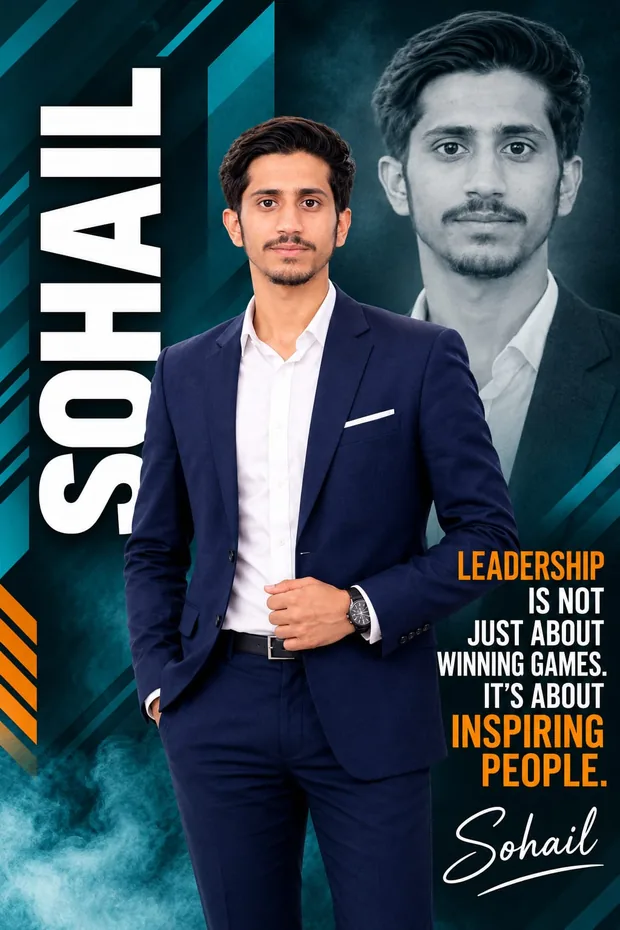 SOHAIL
LEADERSHIP
IS NOT
JUST ABOUT
WINNING GAMES.
IT'S ABOUT
INSPIRING
PEOPLE.
Sohail